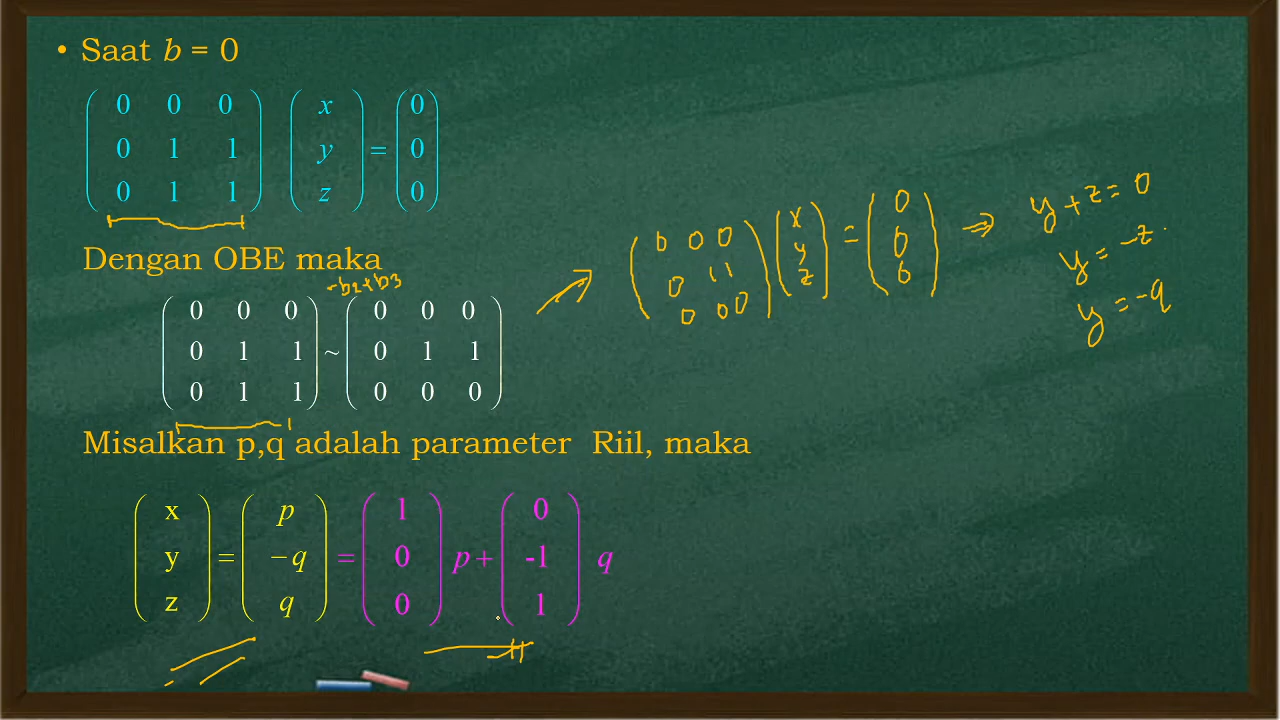 • Saat b = 0
( 0 0 0 ) ( x ) ( 0 )
( 0 1 1 ) ( y ) = ( 0 )
( 0 1 1 ) ( z ) ( 0 )
Dengan OBE maka
-b2+b3
( 0 0 0 ) ( 0 0 0 )
( 0 1 1 ) ~ ( 0 1 1 )
( 0 1 1 ) ( 0 0 0 )
Misalkan p,q adalah parameter Riil, maka
( x ) ( p ) ( 1 ) ( 0 )
( y ) = ( −q ) = ( 0 ) p + ( -1 ) q
( z ) ( q ) ( 0 ) ( 1 )
( 0 0 0 ) ( x ) ( 0 )
( 0 1 1 ) ( y ) = ( 0 ) ⇒
( 0 0 0 ) ( z ) ( 0 )
y + z = 0
y = -z
y = -q